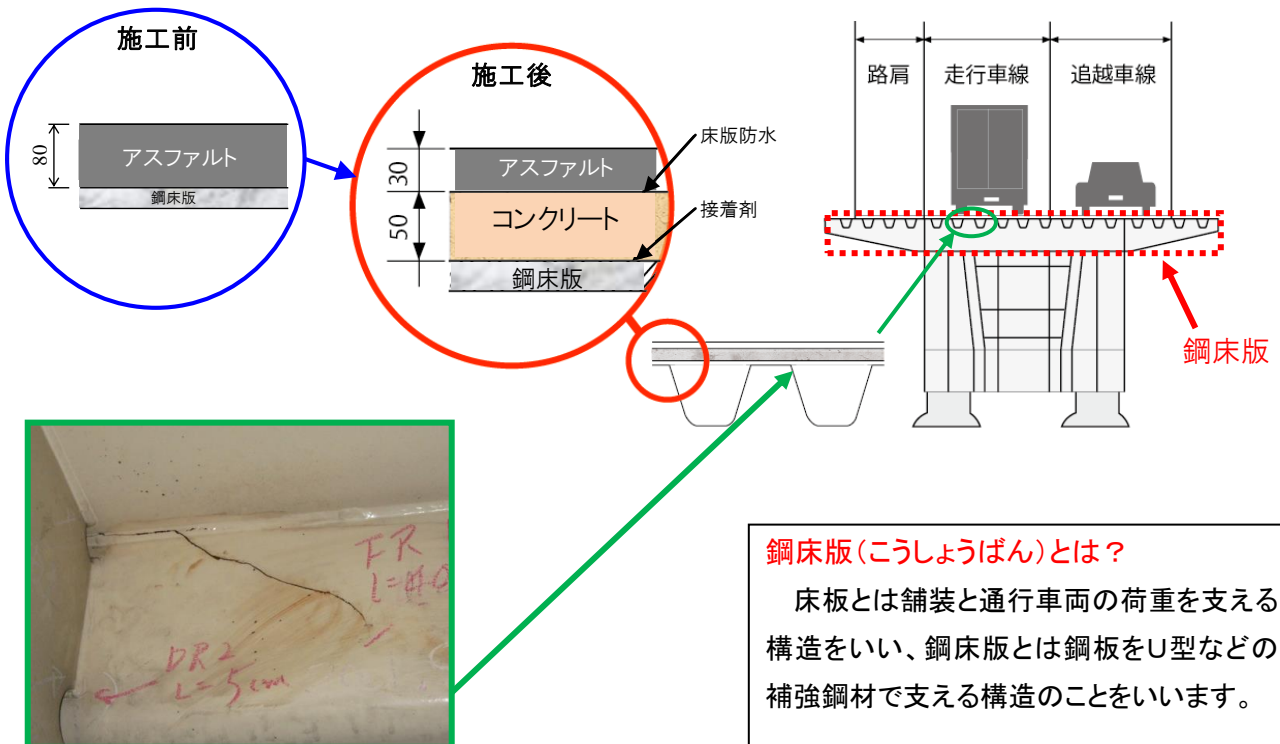 施工前
80
アスファルト
鋼床版
施工後
30
アスファルト
床版防水
50
コンクリート
接着剤
鋼床版
路肩
走行車線
追越車線
鋼床版
FR
DR2
L=5cm
鋼床版(こうしょうばん)とは?
床板とは舗装と通行車両の荷重を支える
構造をいい、鋼床版とは鋼板をU型などの
補強鋼材で支える構造のことをいいます。